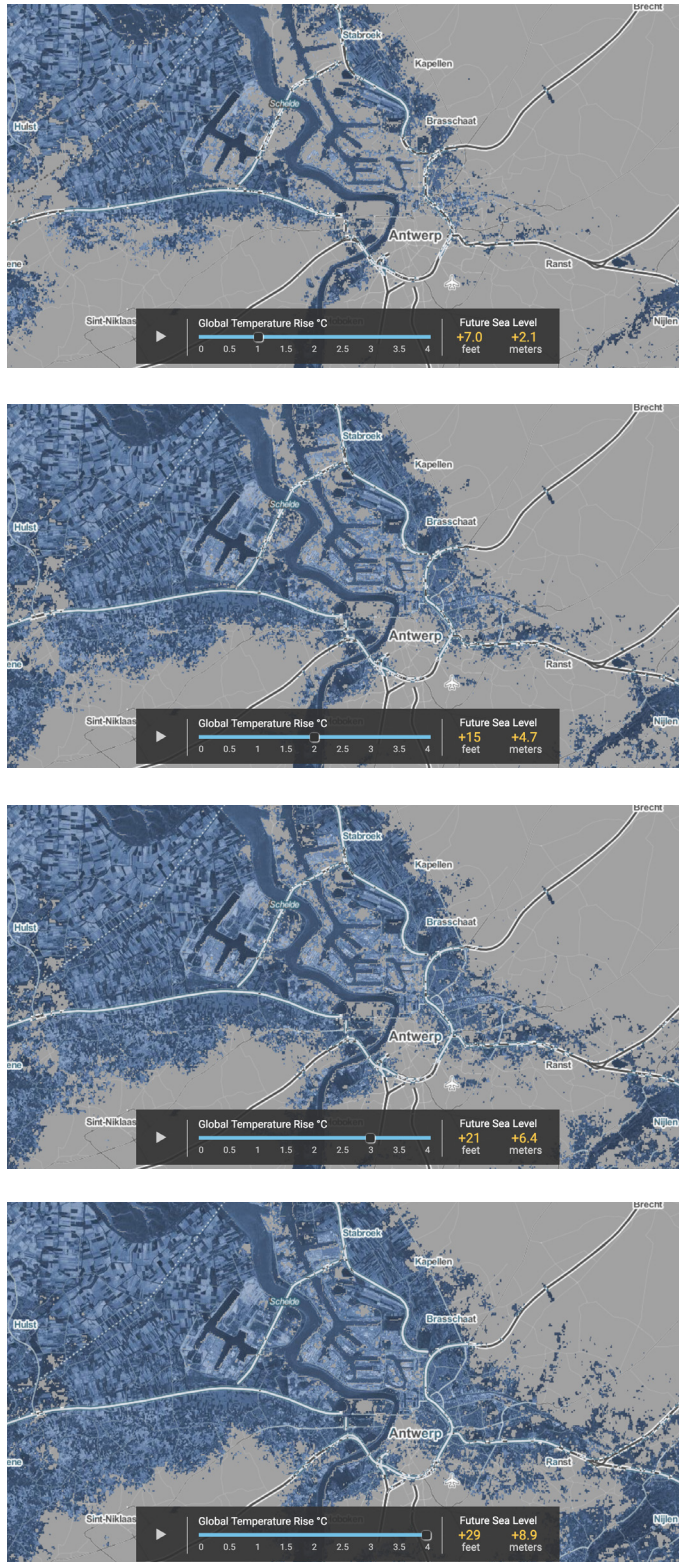 Brecht
Stabroek
Kapellen
Schelde
Brasschaat
Hulst
Antwerp
Ranst
ene
Sint-Niklaas
Nijlen
Global Temperature Rise °C
Future Sea Level
+7.0 +2.1
feet meters
0 0.5 1 1.5 2 2.5 3 3.5 4
Brecht
Stabroek
Kapellen
Schelde
Brasschaat
Hulst
Antwerp
Ranst
ene
Sint-Niklaas
Nijlen
Global Temperature Rise °C
Future Sea Level
+15 +4.7
feet meters
0 0.5 1 1.5 2 2.5 3 3.5 4
Brecht
Stabroek
Kapellen
Schelde
Brasschaat
Hulst
Antwerp
Ranst
ene
Sint-Niklaas
Nijlen
Global Temperature Rise °C
Future Sea Level
+21 +6.4
feet meters
0 0.5 1 1.5 2 2.5 3 3.5 4
Brecht
Stabroek
Kapellen
Schelde
Brasschaat
Hulst
Antwerp
Ranst
ene
Sint-Niklaas
Nijlen
Global Temperature Rise °C
Future Sea Level
+29 +8.9
feet meters
0 0.5 1 1.5 2 2.5 3 3.5 4